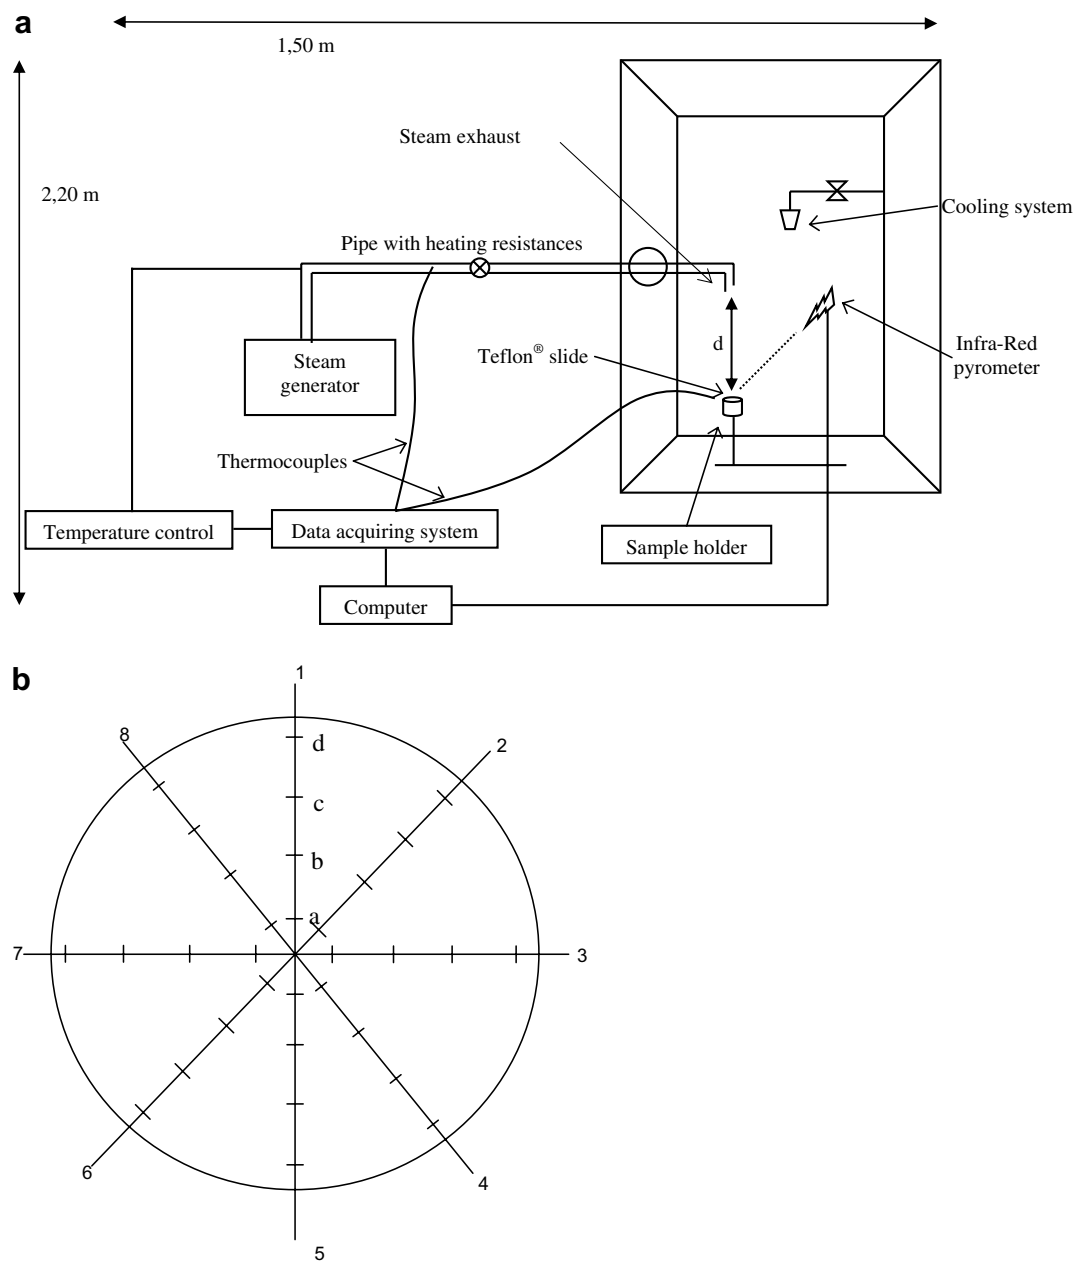 a
1,50 m
Steam exhaust
2,20 m
Cooling system
Pipe with heating resistances
d
Infra-Red
pyrometer
Teflon® slide
Steam
generator
Thermocouples
Temperature control
Data acquiring system
Sample holder
Computer
b
1
8
2
d
c
b
a
7
3
6
4
5